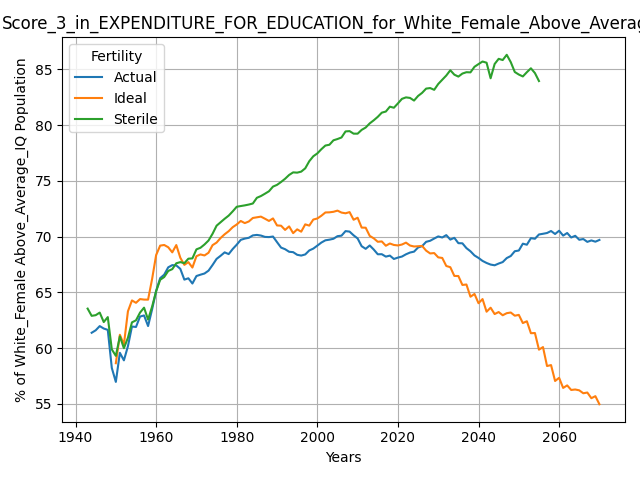 Score_3_in_EXPENDITURE_FOR_EDUCATION_for_White_Female_Above_Averag
Fertility
Actual
Ideal
Sterile
% of White_Female Above_Average_IQ Population
85
80
75
70
65
60
55
1940
1960
1980
2000
2020
2040
2060
Years